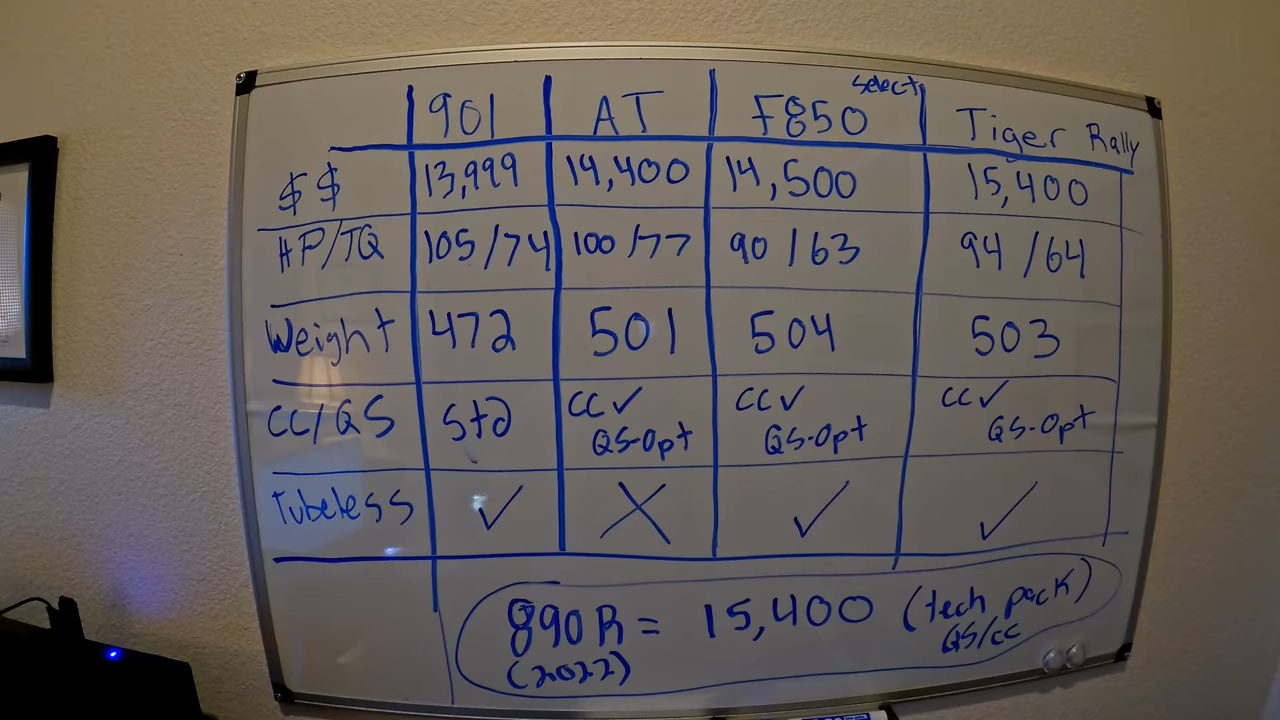 901 AT F850 Select Tiger Rally
$$ 13,999 14,400 14,500 15,400
HP/TQ 105/74 100/77 90/63 94/64
Weight 472 501 504 503
CC/QS Std CC✓ CC✓ CC✓
QS-Opt QS-Opt QS-Opt
Tubeless ✓ X ✓ ✓
890R = 15,400 (tech pack)
(2022) QS/CC